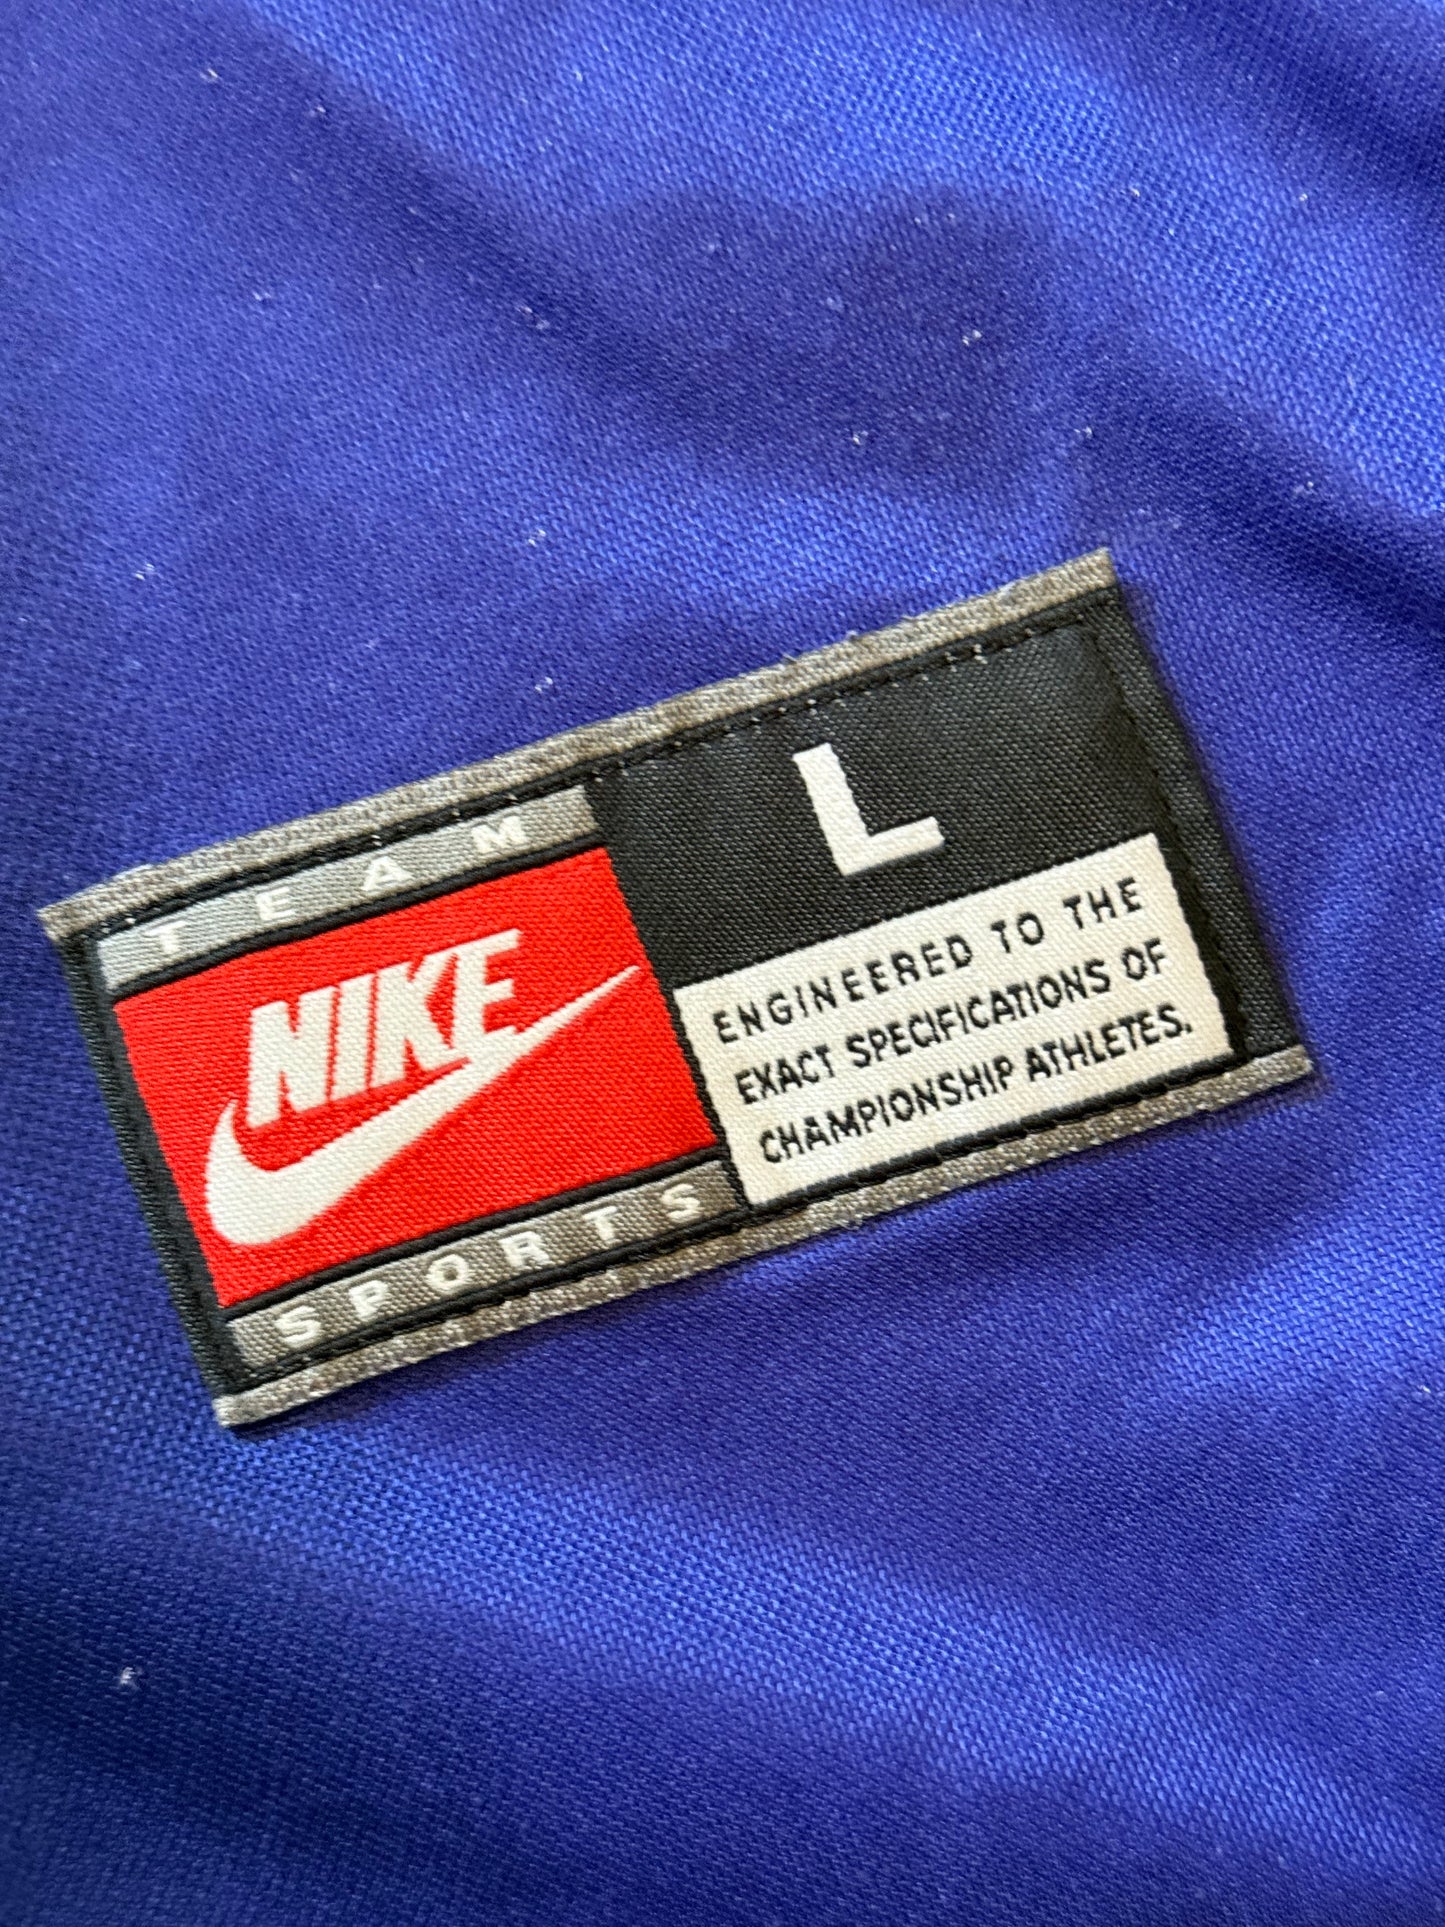 TEAM
NIKE
SPORTS
L
ENGINEERED TO THE
EXACT SPECIFICATIONS OF
CHAMPIONSHIP ATHLETES.